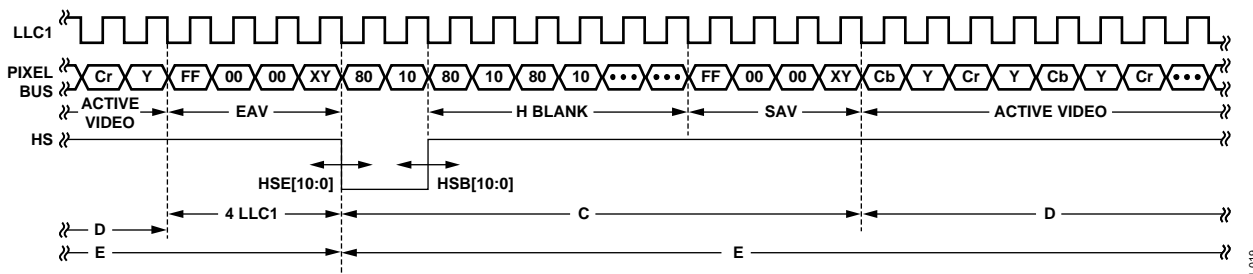 LLC1
PIXEL BUS Cr Y FF 00 00 XY 80 10 80 10 80 10 ••• ••• FF 00 00 XY Cb Y Cr Y Cb Y Cr •••
ACTIVE VIDEO EAV H BLANK SAV ACTIVE VIDEO
HS
HSE[10:0] HSB[10:0]
4 LLC1 C D
D
E E